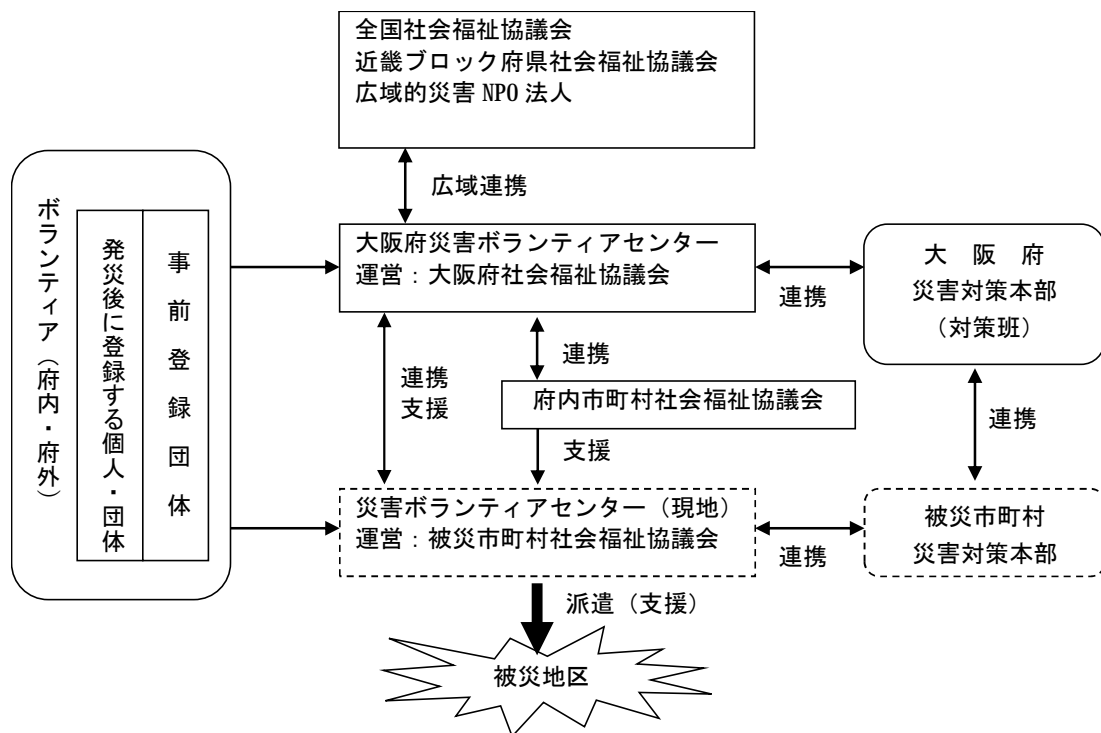 全国社会福祉協議会
近畿ブロック府県社会福祉協議会
広域的災害 NPO 法人
広域連携
ボランティア（府内・府外）
事前登録団体
発災後に登録する個人・団体
大阪府災害ボランティアセンター
運営：大阪府社会福祉協議会
連携
大　阪　府
災害対策本部
（対策班）
連携
支援
連携
府内市町村社会福祉協議会
支援
連携
災害ボランティアセンター（現地）
運営：被災市町村社会福祉協議会
連携
被災市町村
災害対策本部
派遣（支援）
被災地区